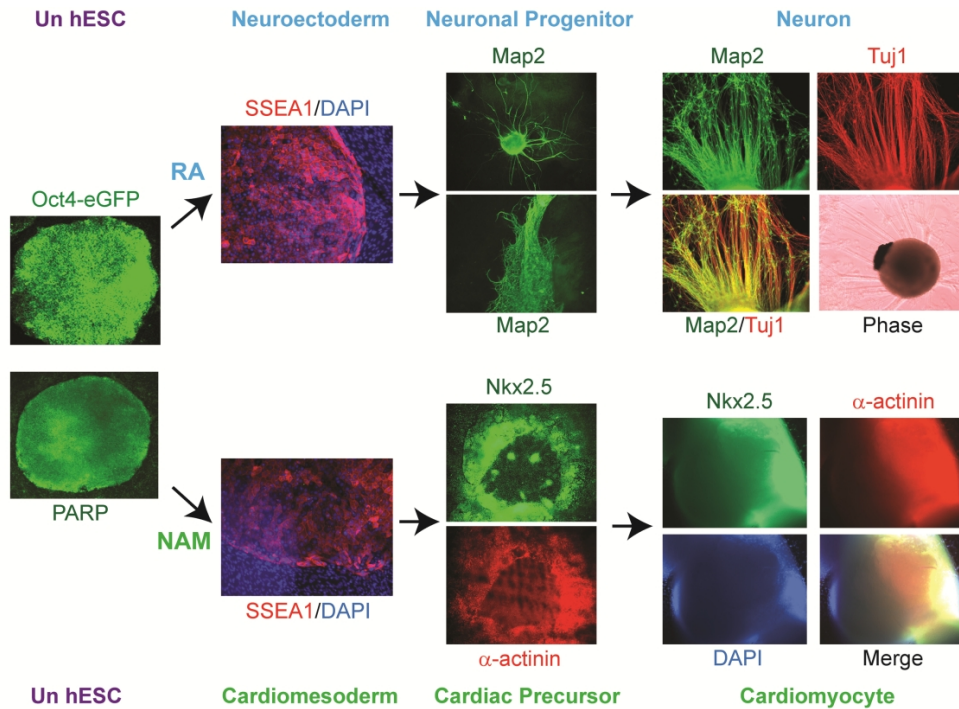 Un hESC
Neuroectoderm
Neuronal Progenitor
Neuron
Map2
Map2
Tuj1
SSEA1/DAPI
RA
Oct4-eGFP
Map2
Map2/Tuj1
Phase
PARP
NAM
SSEA1/DAPI
Nkx2.5
Nkx2.5
α-actinin
α-actinin
DAPI
Merge
Un hESC
Cardiomesoderm
Cardiac Precursor
Cardiomyocyte